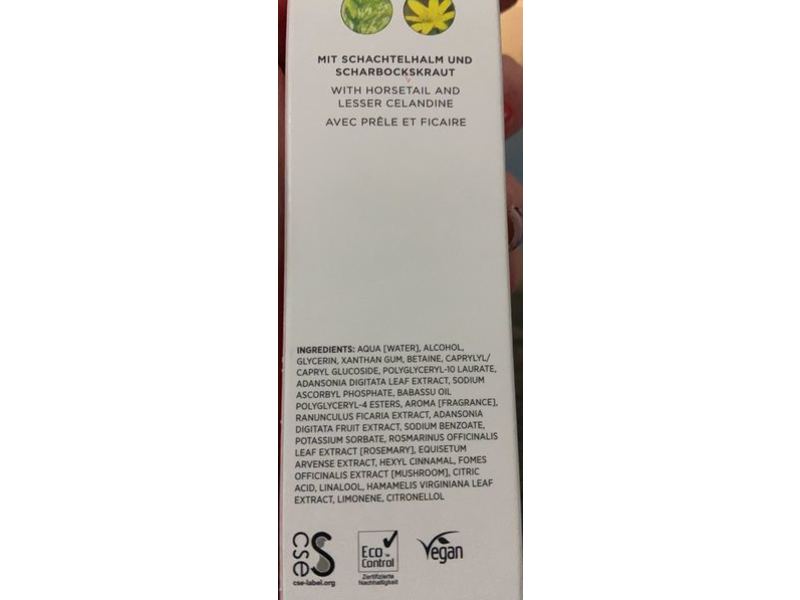 MIT SCHACHTELHALM UND
SCHARBOCKSKRAUT
WITH HORSETAIL AND
LESSER CELANDINE
AVEC PRÊLE ET FICAIRE
INGREDIENTS: AQUA [WATER], ALCOHOL,
GLYCERIN, XANTHAN GUM, BETAINE, CAPRYLYL/
CAPRYL GLUCOSIDE, POLYGLYCERYL-10 LAURATE,
ADANSONIA DIGITATA LEAF EXTRACT, SODIUM
ASCORBYL PHOSPHATE, BABASSU OIL
POLYGLYCERYL-4 ESTERS, AROMA [FRAGRANCE],
RANUNCULUS FICARIA EXTRACT, ADANSONIA
DIGITATA FRUIT EXTRACT, SODIUM BENZOATE,
POTASSIUM SORBATE, ROSMARINUS OFFICINALIS
LEAF EXTRACT [ROSEMARY], EQUISETUM
ARVENSE EXTRACT, HEXYL CINNAMAL, FOMES
OFFICINALIS EXTRACT [MUSHROOM], CITRIC
ACID, LINALOOL, HAMAMELIS VIRGINIANA LEAF
EXTRACT, LIMONENE, CITRONELLOL
cse
cse-label.org
Eco
Control
Zertifizierte
Nachhaltigkeit
Vegan